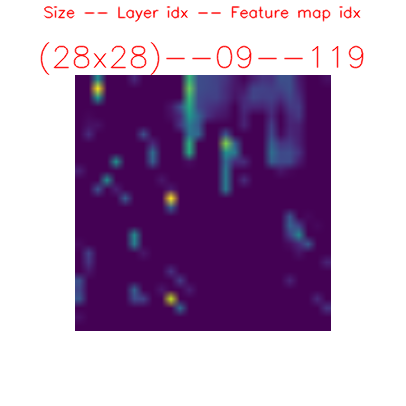 Size -- Layer idx -- Feature map idx
(28x28)--09--119